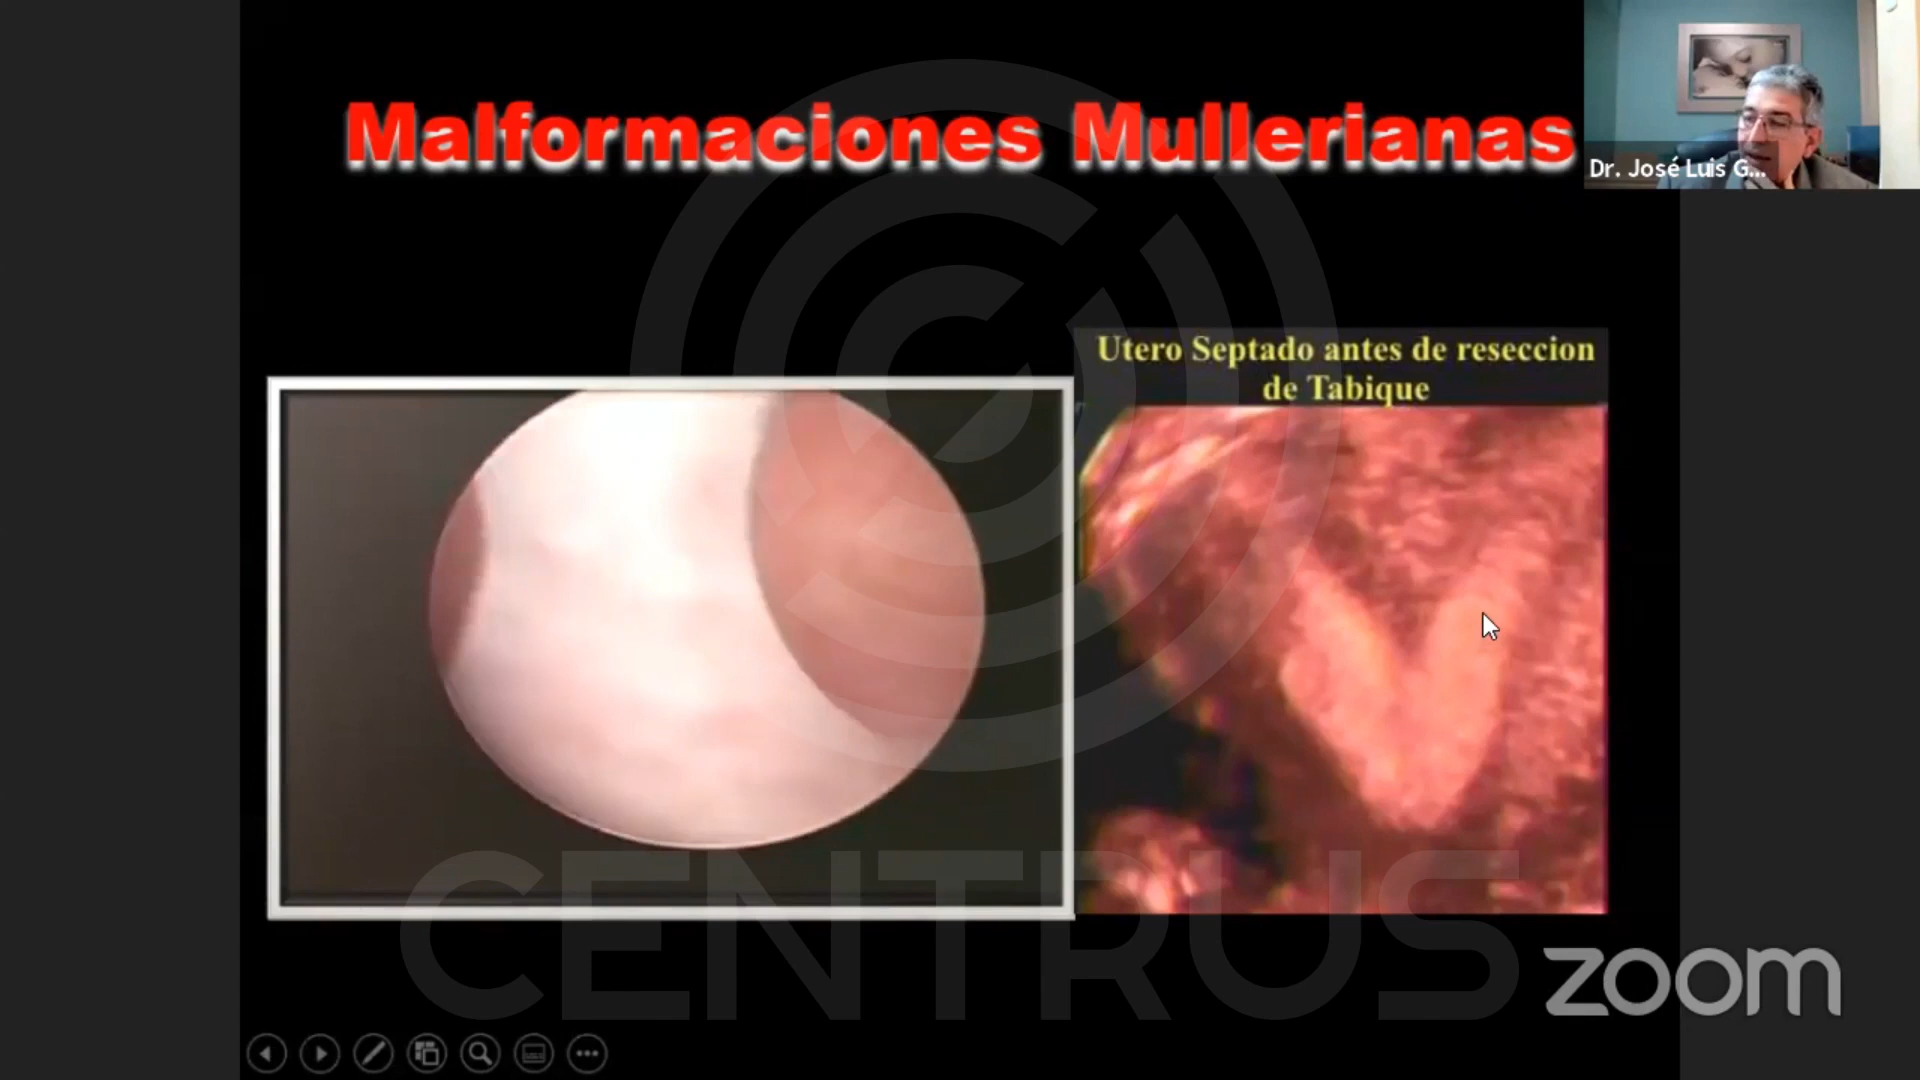 Malformaciones Mullerianas
Dr. José Luis G...
Utero Septado antes de reseccion
de Tabique
CENTRUS
zoom